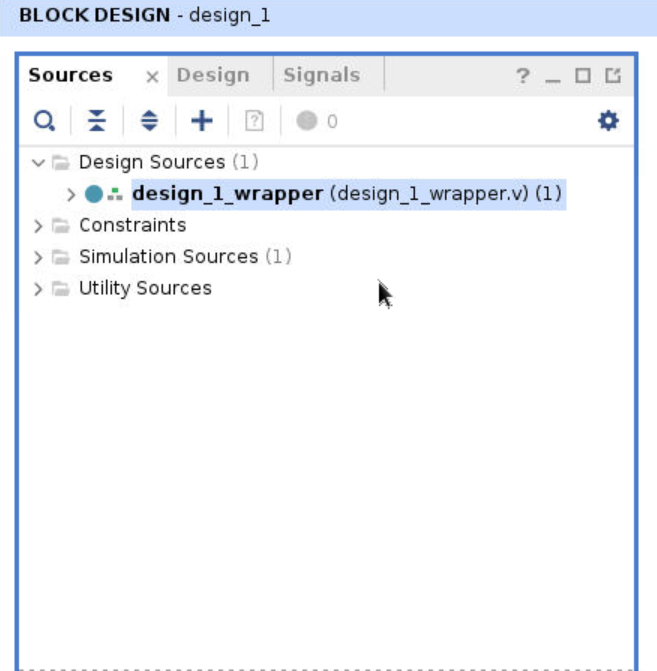 BLOCK DESIGN - design_1
Sources × Design Signals ?
0
Design Sources (1)
design_1_wrapper (design_1_wrapper.v) (1)
Constraints
Simulation Sources (1)
Utility Sources